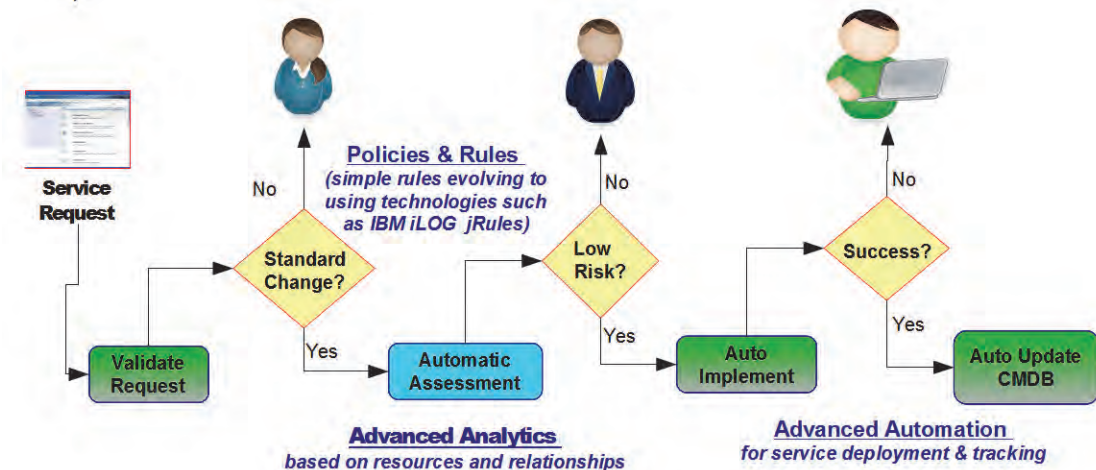 Service
Request
Validate
Request
Standard
Change?
No
Yes
Policies & Rules
(simple rules evolving to
using technologies such
as IBM iLOG jRules)
Automatic
Assessment
Advanced Analytics
based on resources and relationships
Low
Risk?
No
Yes
Auto
Implement
Success?
No
Yes
Auto Update
CMDB
Advanced Automation
for service deployment & tracking